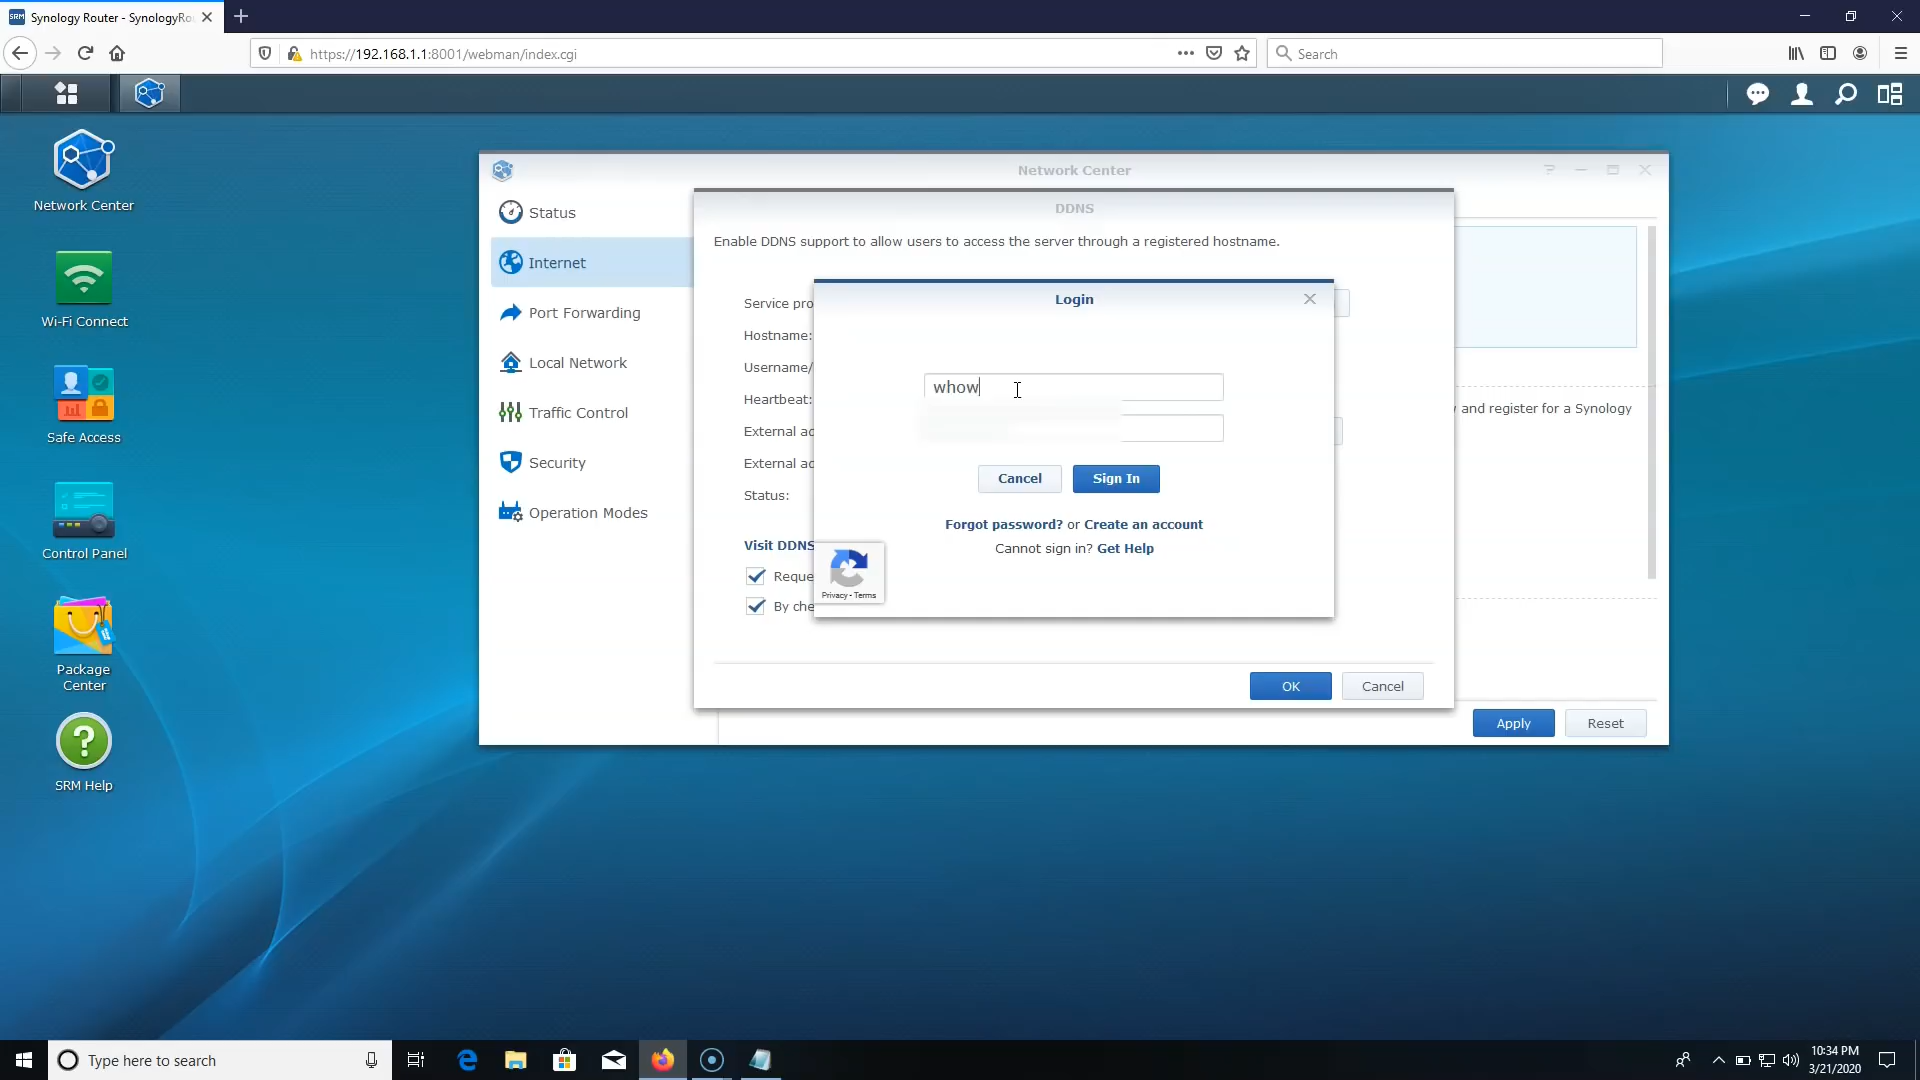 SRM Synology Router - SynologyRo
https://192.168.1.1:8001/webman/index.cgi
Search
Network Center
Wi-Fi Connect
Safe Access
Control Panel
Package
Center
SRM Help
Network Center
Status
Internet
Port Forwarding
Local Network
Traffic Control
Security
Operation Modes
DDNS
Enable DDNS support to allow users to access the server through a registered hostname.
Service pro
Hostname:
Username/
Heartbeat:
External ad
External ad
Status:
Visit DDNS
Reque
By che
and register for a Synology
Login
whow
Cancel
Sign In
Forgot password? or Create an account
Cannot sign in? Get Help
Privacy - Terms
OK
Cancel
Apply
Reset
Type here to search
10:34 PM
3/21/2020